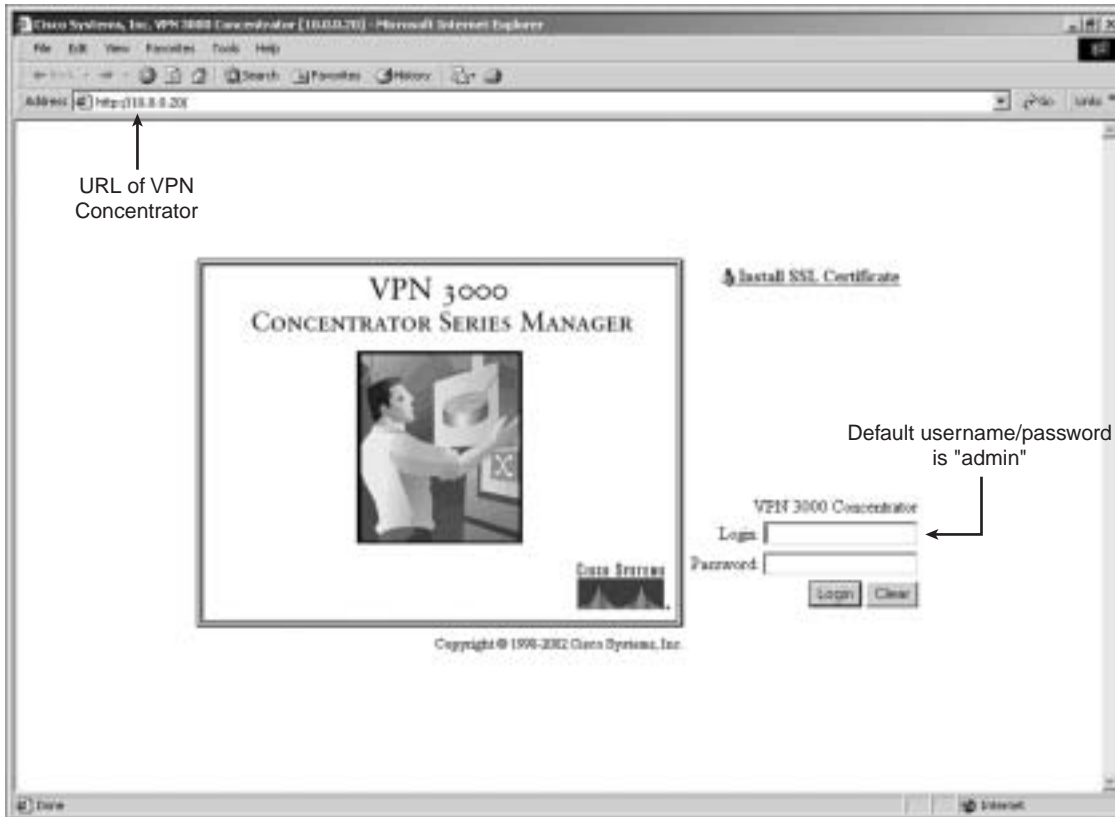 Cisco Systems, Inc. VPN 3000 Concentrator [10.0.0.20] - Microsoft Internet Explorer
File Edit View Favorites Tools Help
Search Favorites History
Address http://10.0.0.20/ Go Links
URL of VPN
Concentrator
VPN 3000
CONCENTRATOR SERIES MANAGER
Install SSL Certificate
Default username/password
is "admin"
VPN 3000 Concentrator
Login:
Password:
Login Clear
CISCO SYSTEMS
Copyright © 1998-2002 Cisco Systems, Inc.
Done Internet